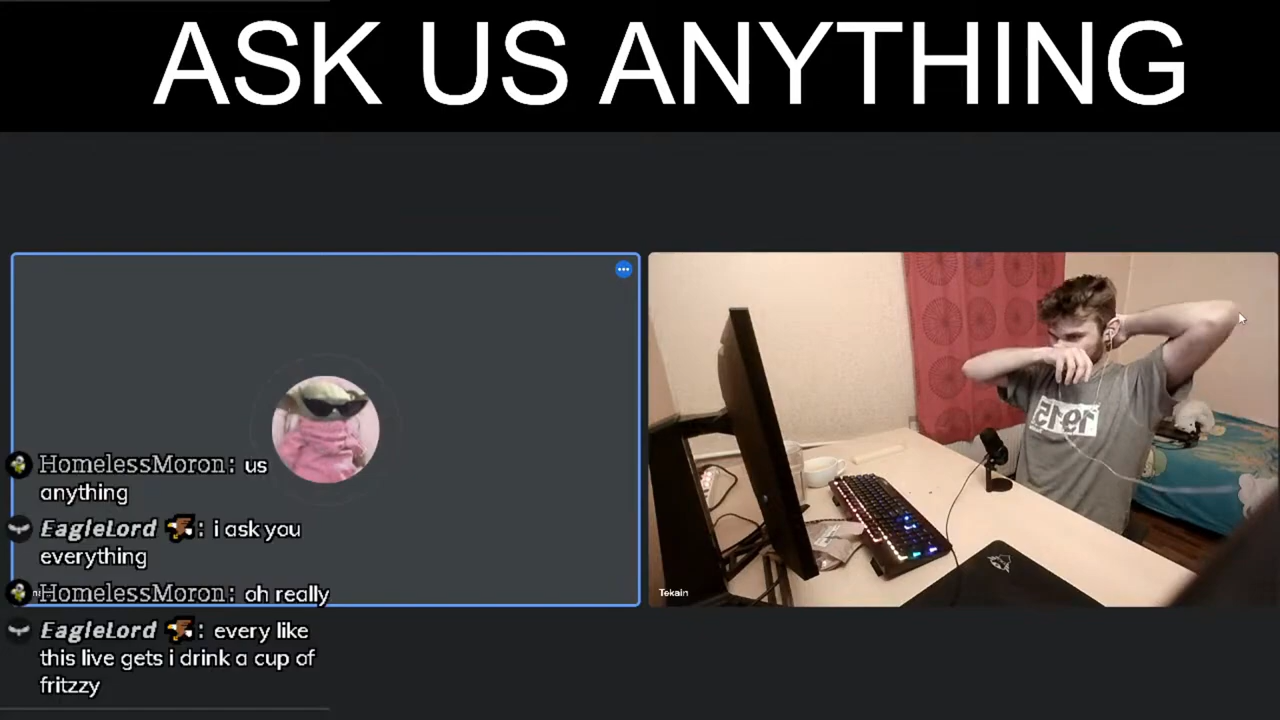 ASK US ANYTHING
HomelessMoron: us
anything
EagleLord : i ask you
everything
HomelessMoron: oh really
EagleLord : every like
this live gets i drink a cup of
fritzzy
Tekain